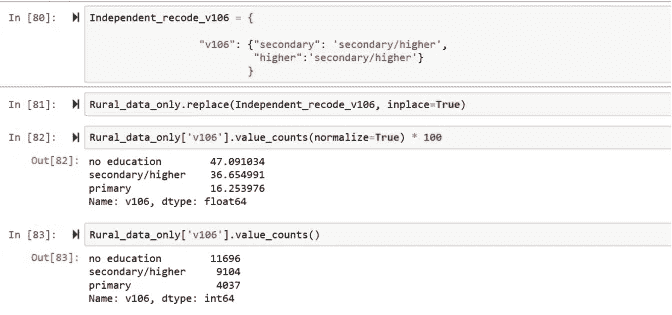 In [80]: Independent_recode_v106 = {
"v106": {"secondary": 'secondary/higher',
"higher":'secondary/higher'}
}
In [81]: Rural_data_only.replace(Independent_recode_v106, inplace=True)
In [82]: Rural_data_only['v106'].value_counts(normalize=True) * 100
Out[82]: no education 47.091034
secondary/higher 36.654991
primary 16.253976
Name: v106, dtype: float64
In [83]: Rural_data_only['v106'].value_counts()
Out[83]: no education 11696
secondary/higher 9104
primary 4037
Name: v106, dtype: int64